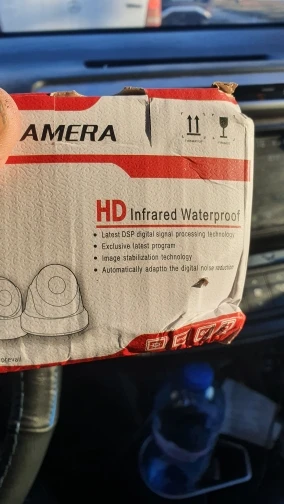 AMERA
HD Infrared Waterproof
• Latest DSP digital signal processing technology
• Exclusive latest program
• Image stabilization technology
• Automatically adaptto the digital noise reduction